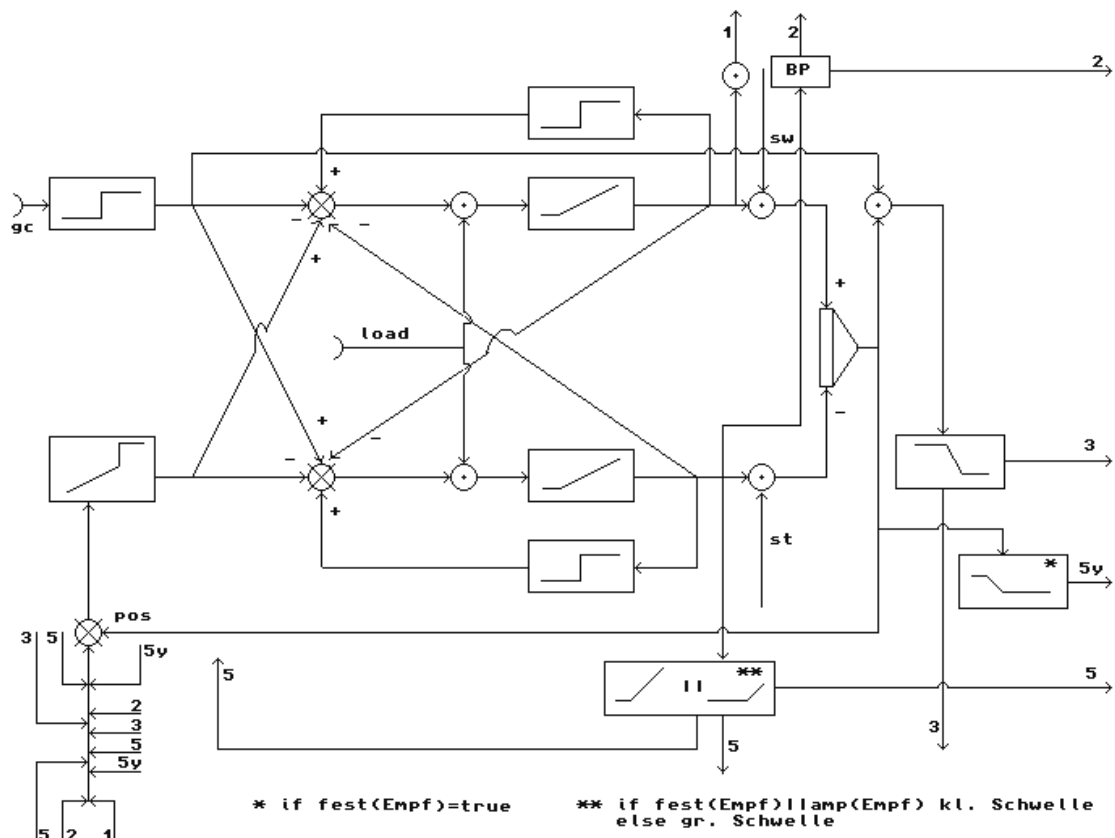 1
2
BP
2
sw
+
gc
-
-
+
load
+
+
-
-
-
3
+
st
*
5y
pos
3
5
5y
5
**
||
5
2
3
5
5y
5
3
5
2
1
* if fest(Empf)=true
** if fest(Empf)||amp(Empf) kl. Schwelle
else gr. Schwelle